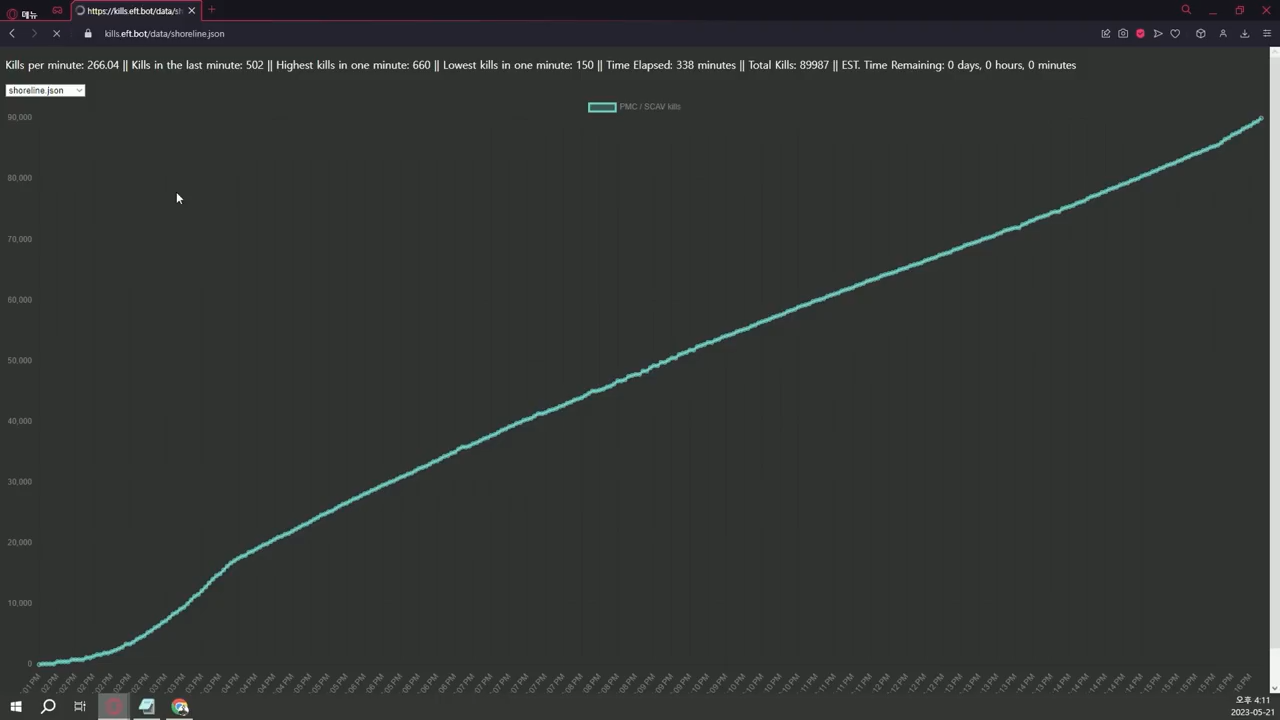 메뉴
https://kills.eft.bot/data/sh
kills.eft.bot/data/shoreline.json
Kills per minute: 266.04 || Kills in the last minute: 502 || Highest kills in one minute: 660 || Lowest kills in one minute: 150 || Time Elapsed: 338 minutes || Total Kills: 89987 || EST. Time Remaining: 0 days, 0 hours, 0 minutes
shoreline.json
PMC / SCAV kills
90,000
80,000
70,000
60,000
50,000
40,000
30,000
20,000
10,000
0
오후 4:11
2023-05-21